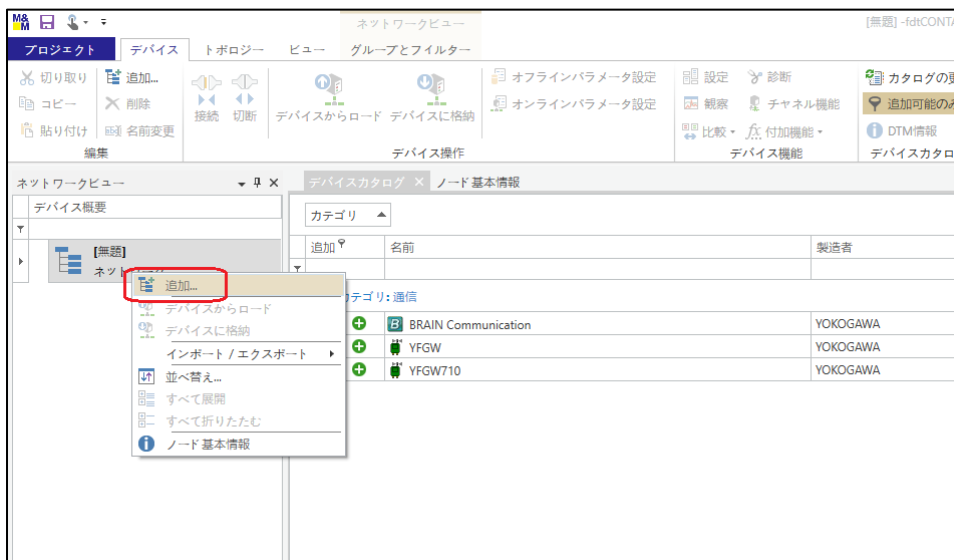 M&M
ネットワークビュー
[無題] -fdtCONTA
プロジェクト デバイス トポロジー ビュー グループとフィルター
切り取り 追加... オフラインパラメータ設定 設定 診断 カタログの更
コピー 削除 オンラインパラメータ設定 観察 チャネル機能 追加可能のみ
接続 切断 デバイスからロード デバイスに格納
貼り付け 名前変更 比較 fx 付加機能 DTM情報
編集 デバイス操作 デバイス機能 デバイスカタロ
ネットワークビュー デバイスカタログ ノード基本情報
デバイス概要
カテゴリ
追加 名前 製造者
[無題]
追加...
カテゴリ: 通信
デバイスからロード
B BRAIN Communication YOKOGAWA
デバイスに格納
YFGW YOKOGAWA
インポート / エクスポート
YFGW710 YOKOGAWA
並べ替え...
すべて展開
すべて折りたたむ
ノード基本情報